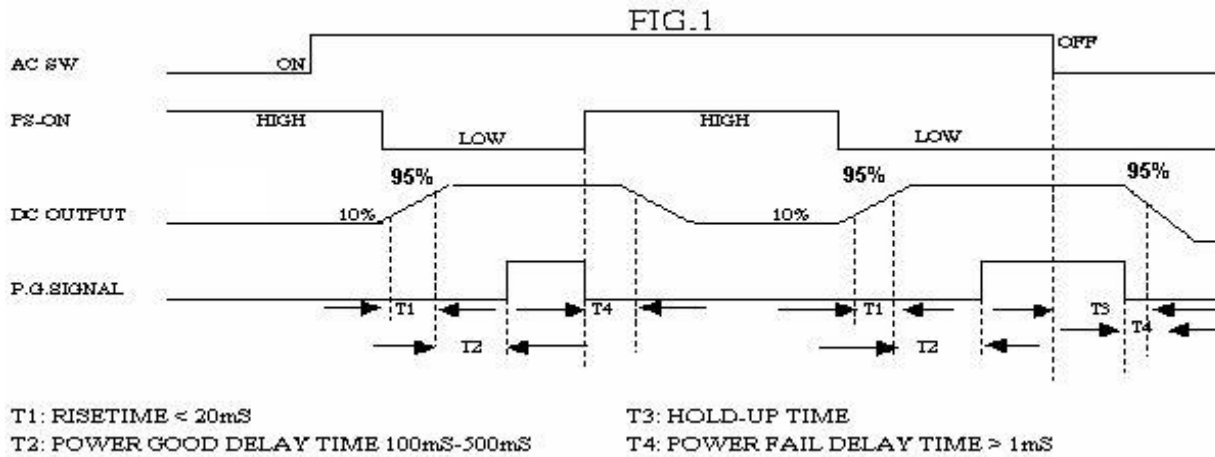 FIG.1
AC SW ON OFF
PS-ON HIGH LOW HIGH LOW
95% 95% 95%
DC OUTPUT 10% 10%
P.G.SIGNAL
T1 T4 T1 T3
T4
T2 T2
T1: RISETIME < 20mS
T3: HOLD-UP TIME
T2: POWER GOOD DELAY TIME 100mS-500mS
T4: POWER FAIL DELAY TIME > 1mS